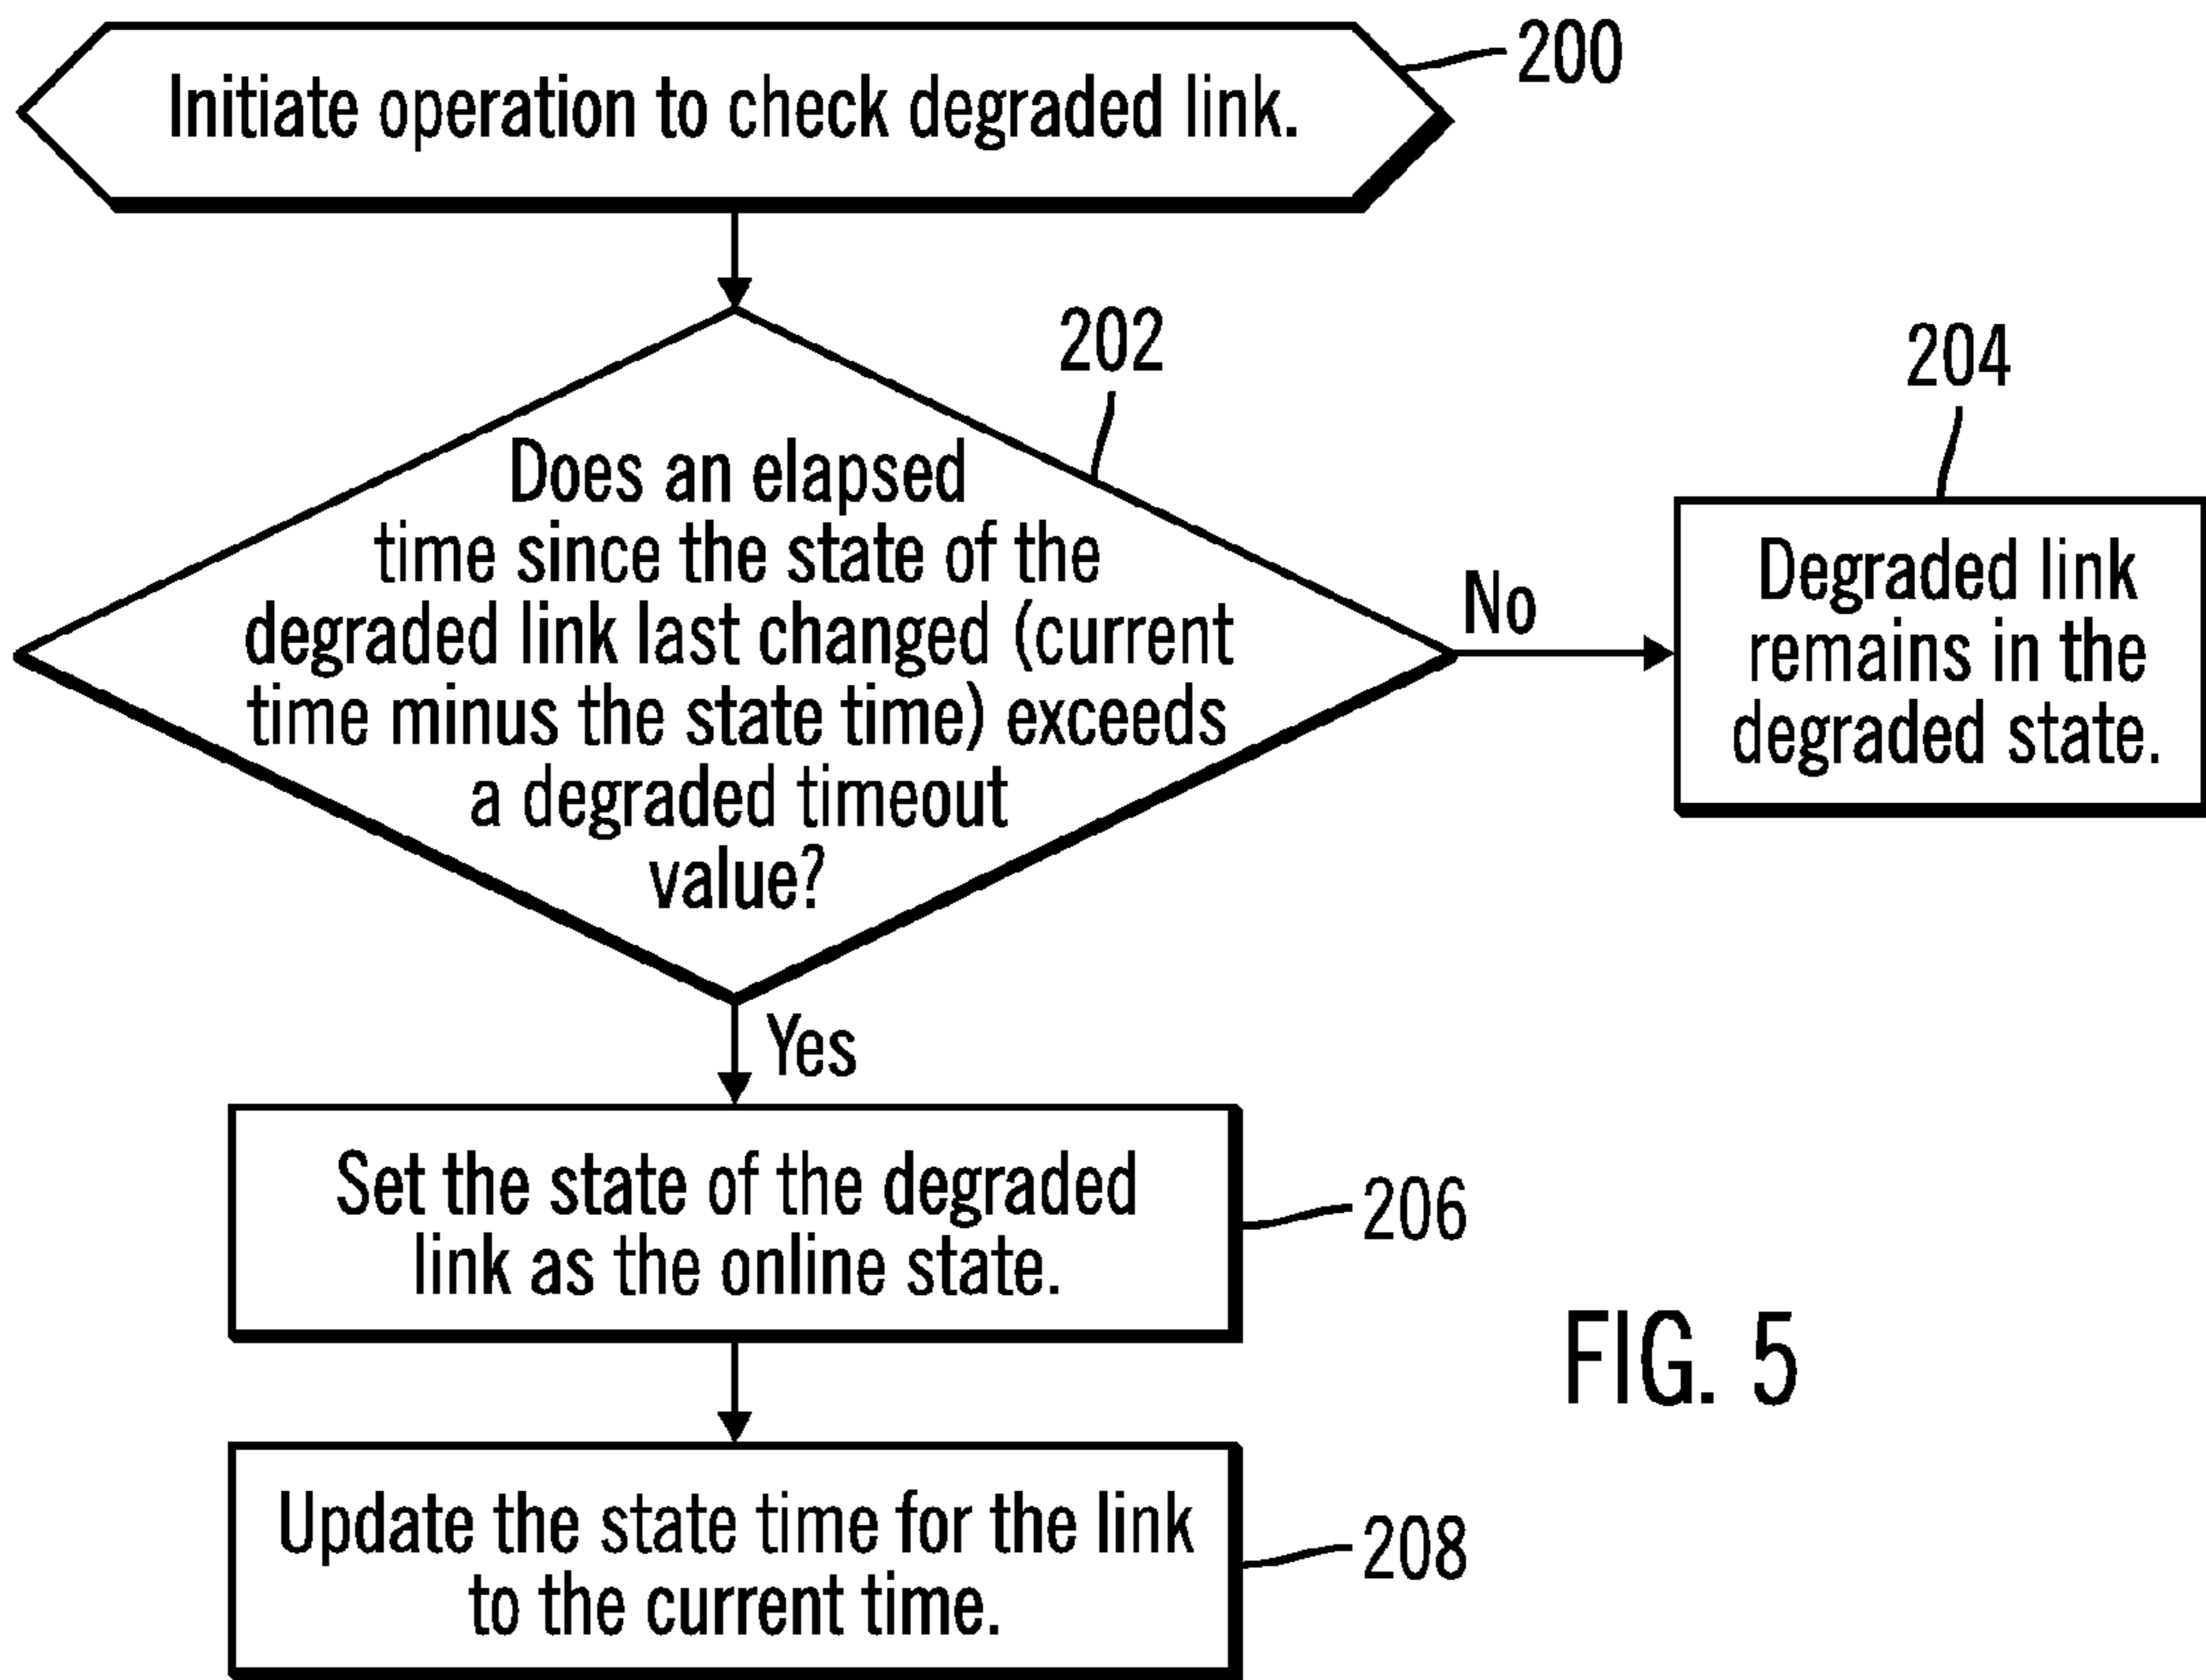 Initiate operation to check degraded link.
200
202
Does an elapsed
time since the state of the
degraded link last changed (current
time minus the state time) exceeds
a degraded timeout
value?
No
204
Degraded link
remains in the
degraded state.
Yes
Set the state of the degraded
link as the online state.
206
Update the state time for the link
to the current time.
208
FIG. 5